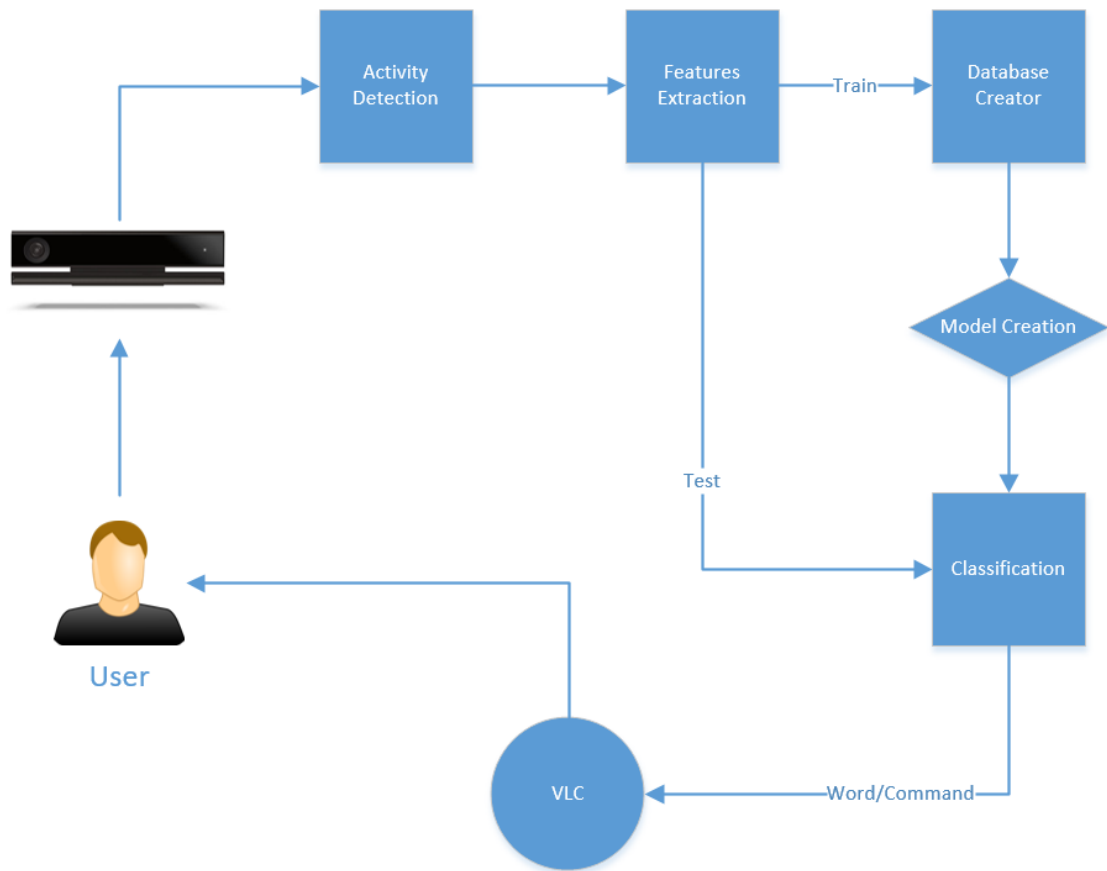 Activity
Detection
Features
Extraction
Train
Database
Creator
Model Creation
Test
Classification
User
VLC
Word/Command